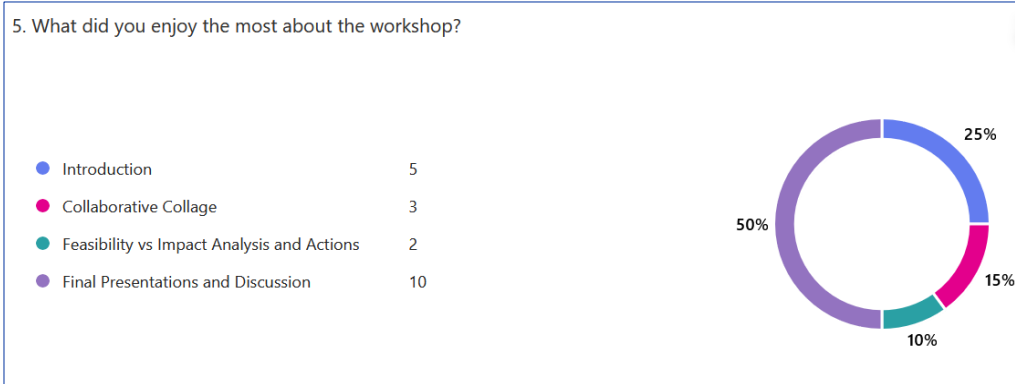 5. What did you enjoy the most about the workshop?
Introduction 5
Collaborative Collage 3
Feasibility vs Impact Analysis and Actions 2
Final Presentations and Discussion 10
25%
50%
15%
10%